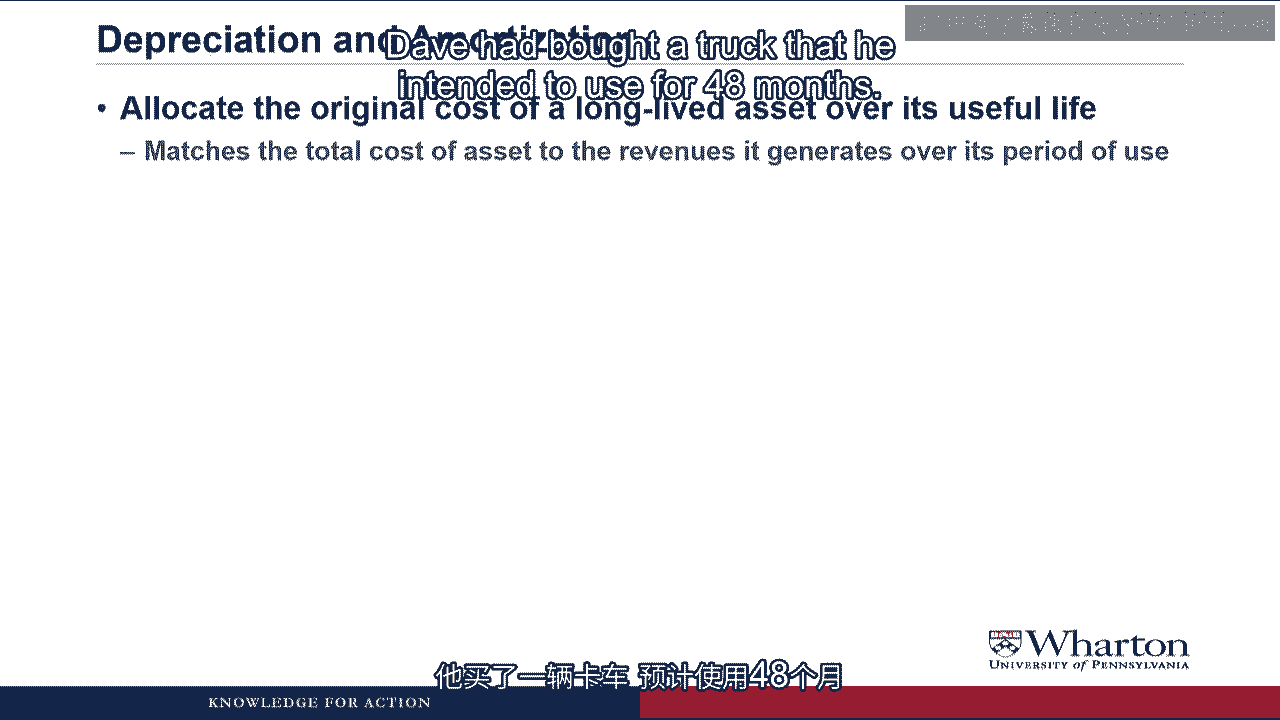 Depreciation and Amortization
Dave had bought a truck that he
intended to use for 48 months.
• Allocate the original cost of a long-lived asset over its useful life
– Matches the total cost of asset to the revenues it generates over its period of use
Wharton
UNIVERSITY of PENNSYLVANIA
他买了一辆卡车 预计使用48个月
KNOWLEDGE FOR ACTION